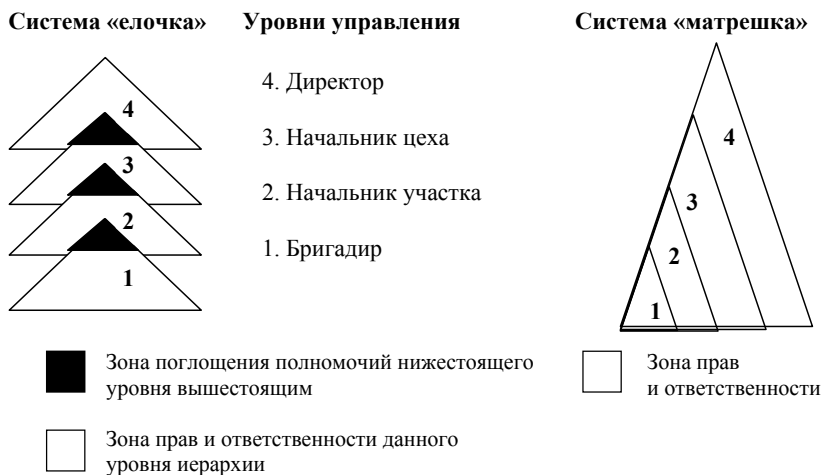 Система «елочка» Уровни управления Система «матрешка»
4
3
2
1
4. Директор
3. Начальник цеха
2. Начальник участка
1. Бригадир
4
3
2
1
Зона поглощения полномочий нижестоящего
уровня вышестоящим
Зона прав и ответственности данного
уровня иерархии
Зона прав
и ответственности